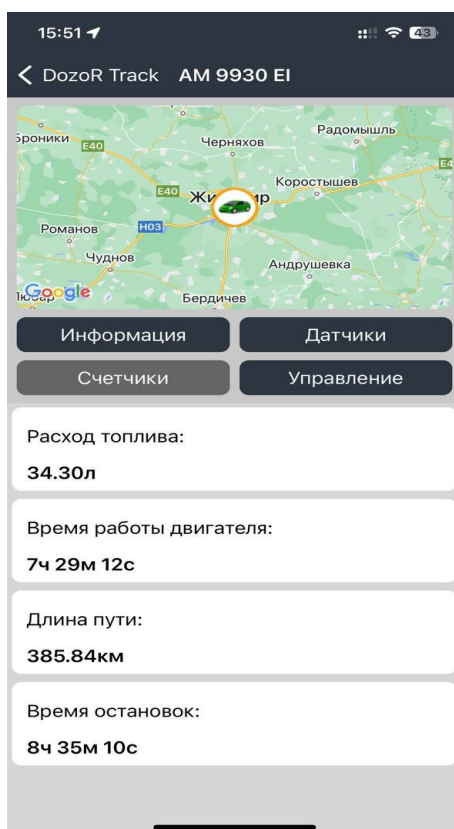 15:51
43
DozoR Track AM 9930 EI
Радомышль
Черняхов
E40
E4
Коростышев
E40
Романов
H03
Чуднов
Андрушевка
Google
Бердичев
Информация
Датчики
Счетчики
Управление
Расход топлива:
34.30л
Время работы двигателя:
7ч 29м 12с
Длина пути:
385.84км
Время остановок:
8ч 35м 10с